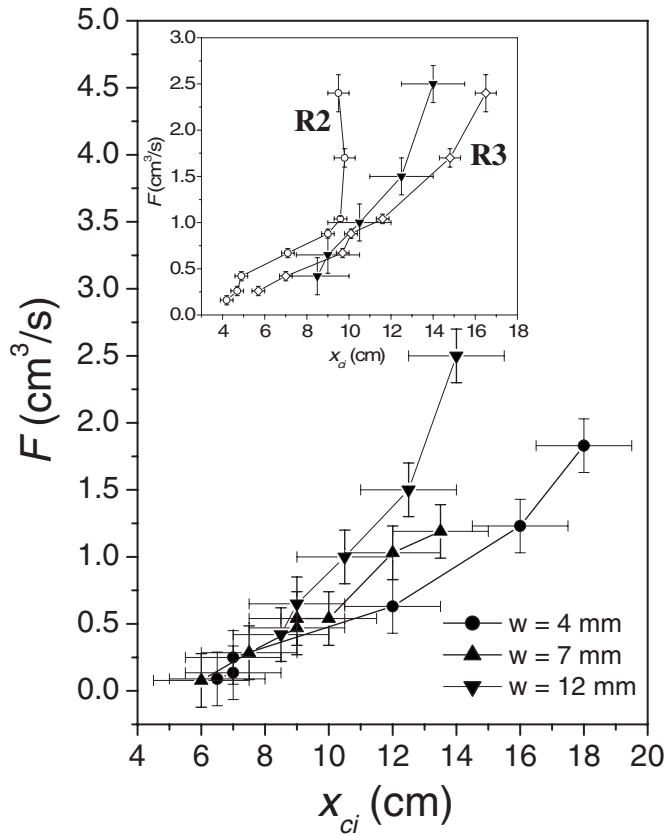 5.0
4.5
4.0
3.5
3.0
2.5
2.0
1.5
1.0
0.5
0.0
F (cm³/s)
4 6 8 10 12 14 16 18 20
x_ci (cm)
w = 4 mm
w = 7 mm
w = 12 mm
3.0
2.5
2.0
1.5
1.0
0.5
0.0
F (cm³/s)
R2
R3
4 6 8 10 12 14 16 18
x_ci (cm)